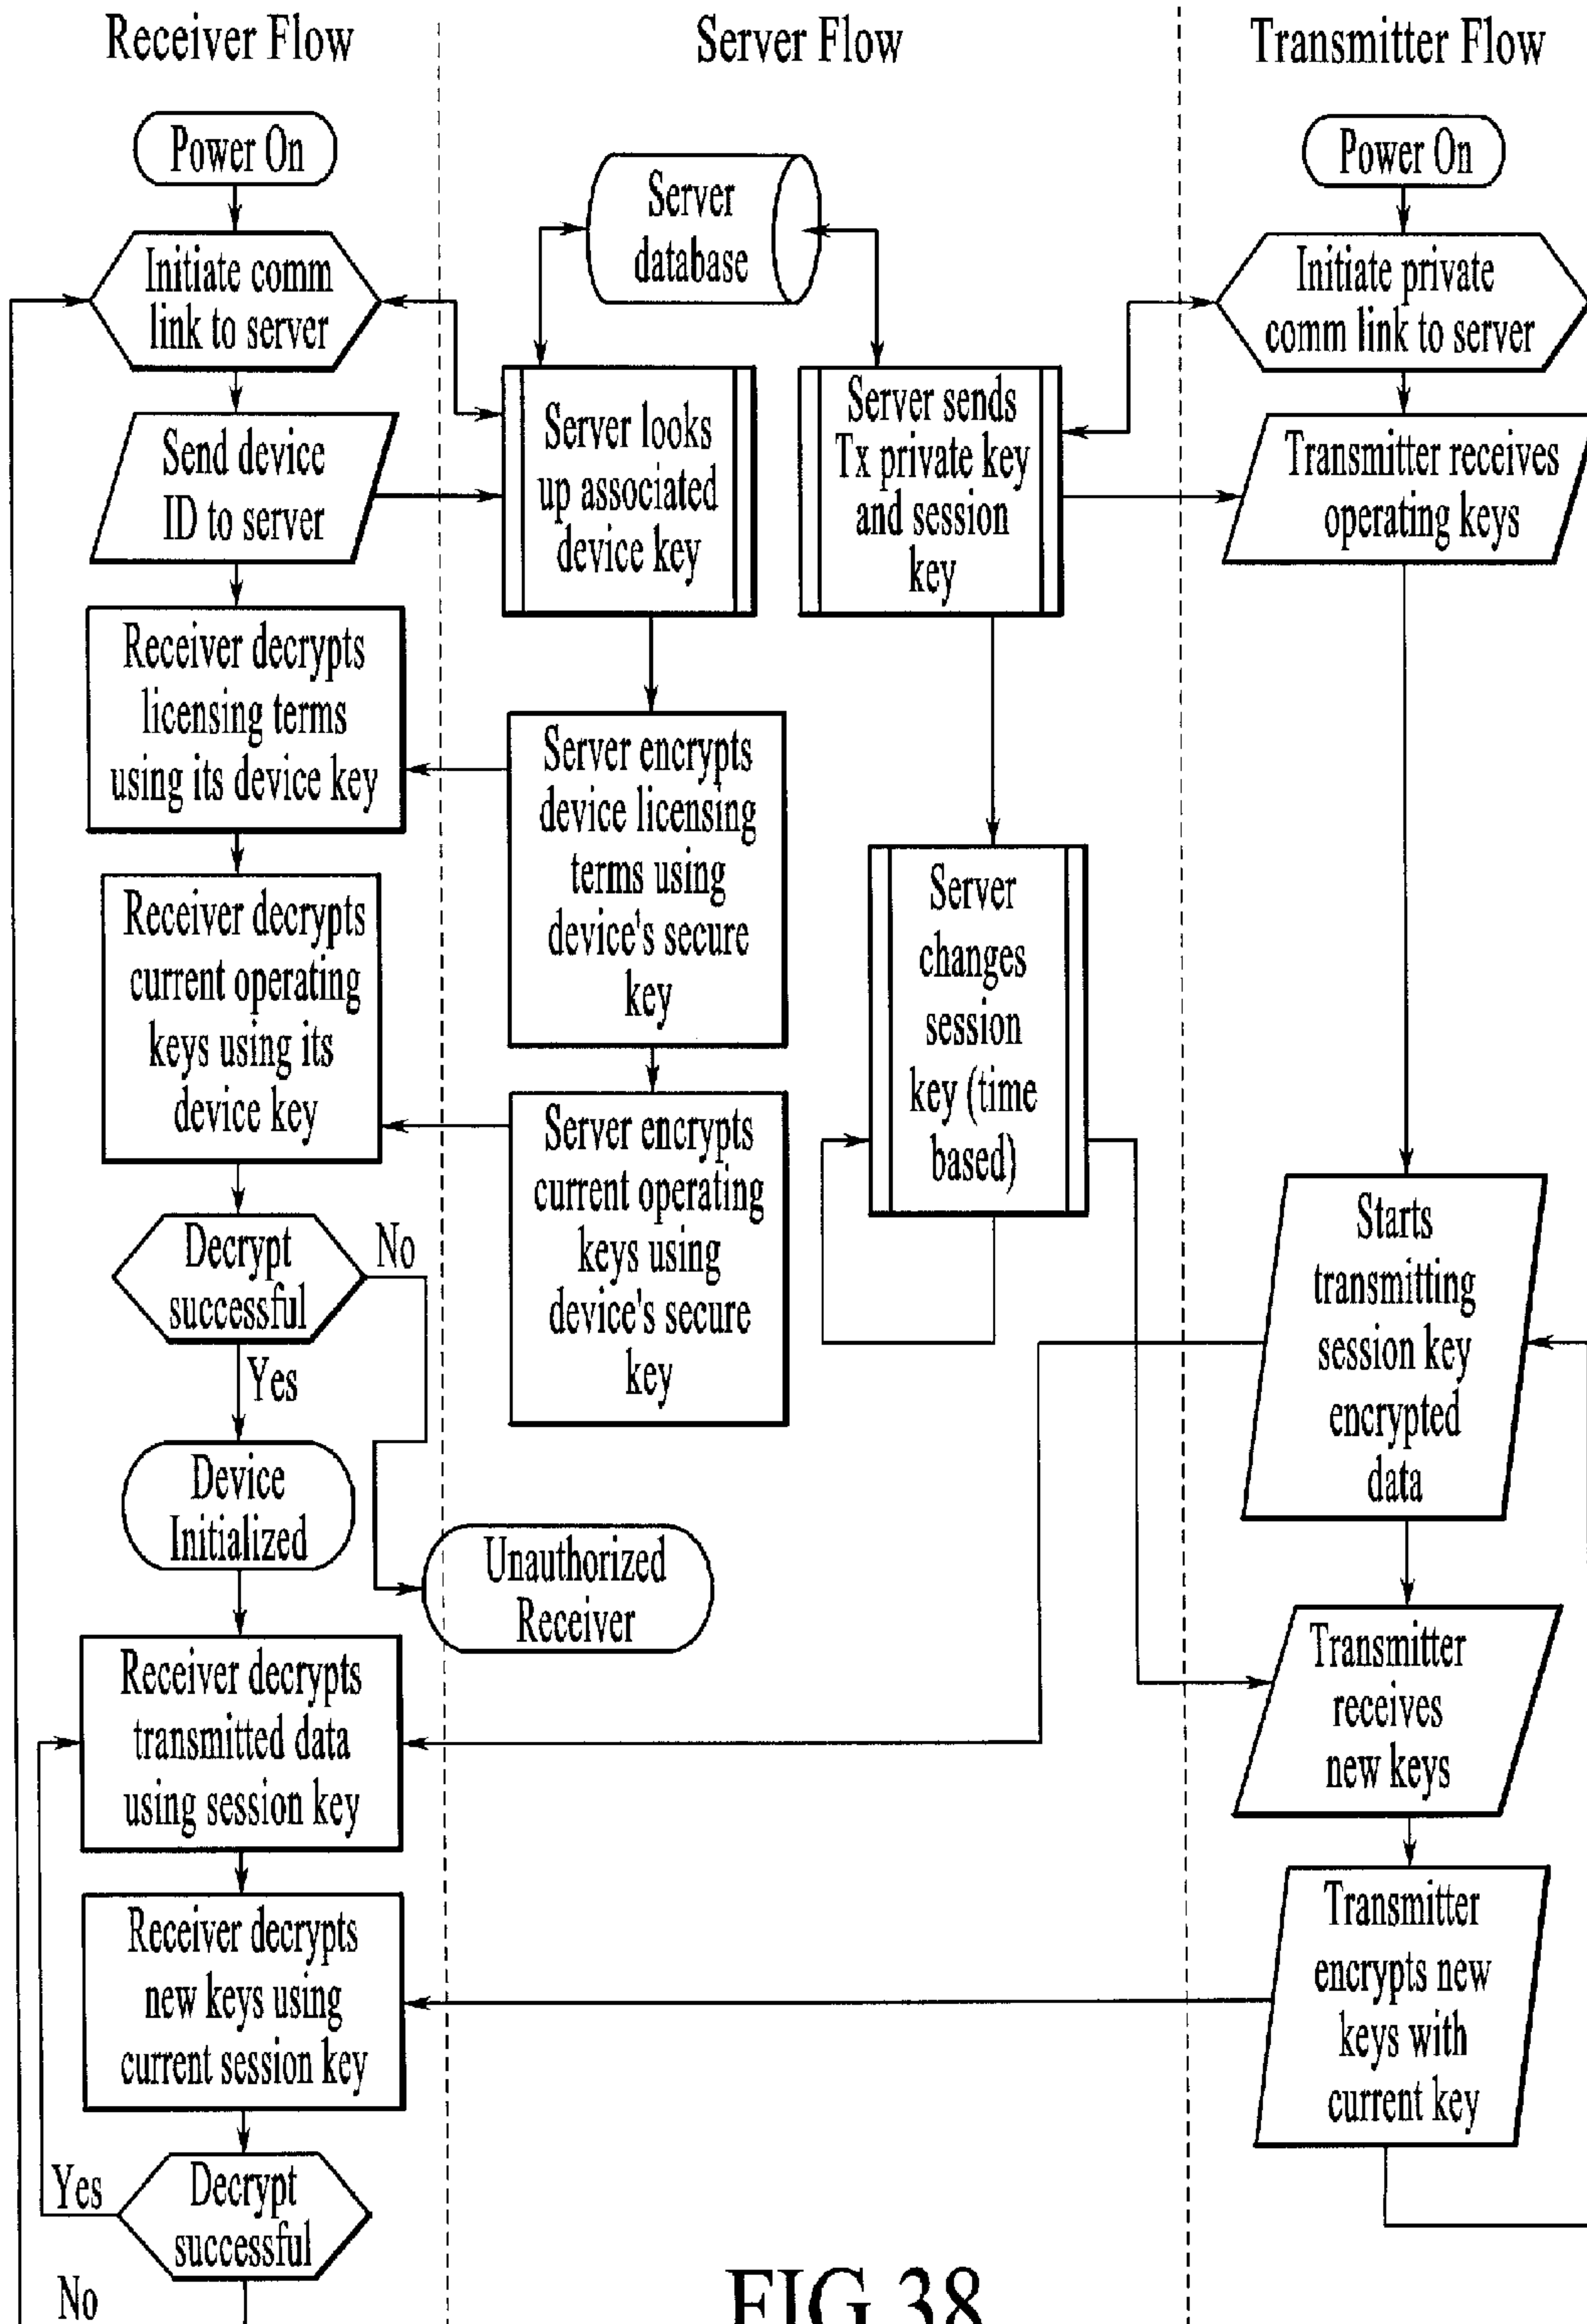 Receiver Flow
Server Flow
Transmitter Flow
Power On
Initiate comm
link to server
Send device
ID to server
Receiver decrypts
licensing terms
using its device key
Receiver decrypts
current operating
keys using its
device key
Decrypt
successful
No
Yes
Device
Initialized
Receiver decrypts
transmitted data
using session key
Receiver decrypts
new keys using
current session key
Decrypt
successful
Yes
No
Server
database
Server looks
up associated
device key
Server encrypts
device licensing
terms using
device's secure
key
Server encrypts
current operating
keys using
device's secure
key
Unauthorized
Receiver
Server sends
Tx private key
and session
key
Server
changes
session
key (time
based)
Power On
Initiate private
comm link to server
Transmitter receives
operating keys
Starts
transmitting
session key
encrypted
data
Transmitter
receives
new keys
Transmitter
encrypts new
keys with
current key
FIG.38